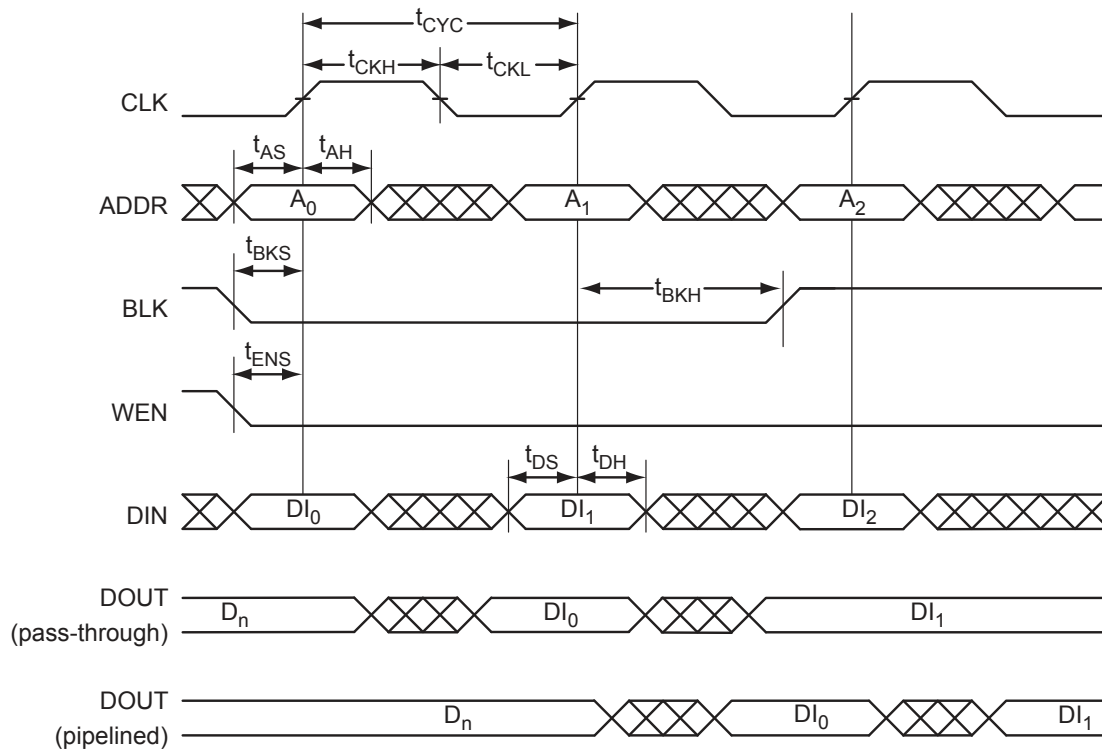 tCYC
tCKH tCKL
CLK
tAS tAH
ADDR A0 A1 A2
tBKS
BLK tBKH
tENS
WEN
tDS tDH
DIN DI0 DI1 DI2
DOUT
(pass-through) Dn DI0 DI1
DOUT
(pipelined) Dn DI0 DI1